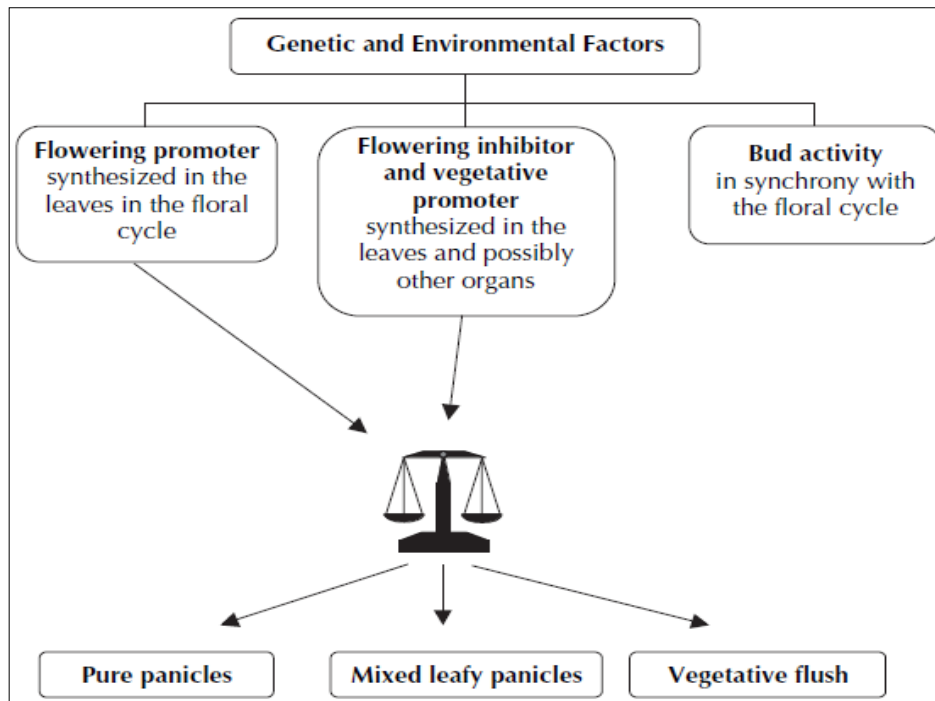 Genetic and Environmental Factors
Flowering promoter
synthesized in the
leaves in the floral
cycle
Flowering inhibitor
and vegetative
promoter
synthesized in the
leaves and possibly
other organs
Bud activity
in synchrony with
the floral cycle
Pure panicles
Mixed leafy panicles
Vegetative flush